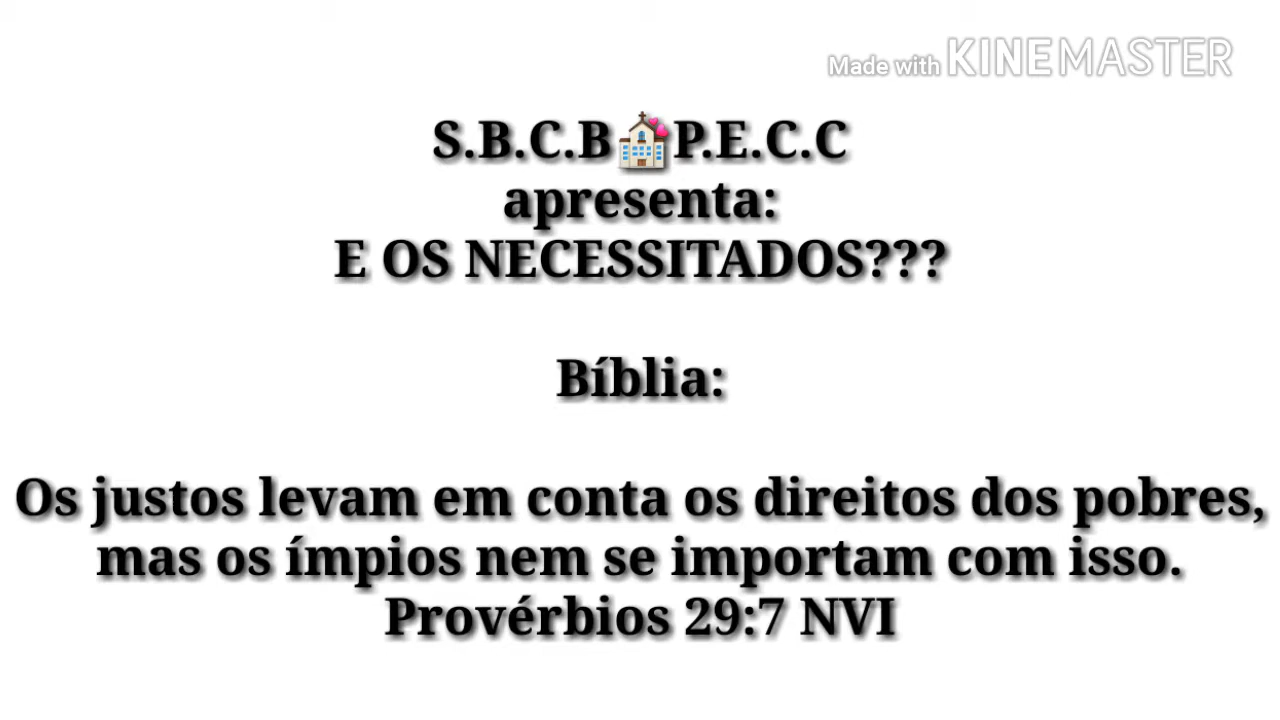 Made with KINEMASTER
S.B.C.B💒P.E.C.C
apresenta:
E OS NECESSITADOS???
Bíblia:
Os justos levam em conta os direitos dos pobres,
mas os ímpios nem se importam com isso.
Provérbios 29:7 NVI